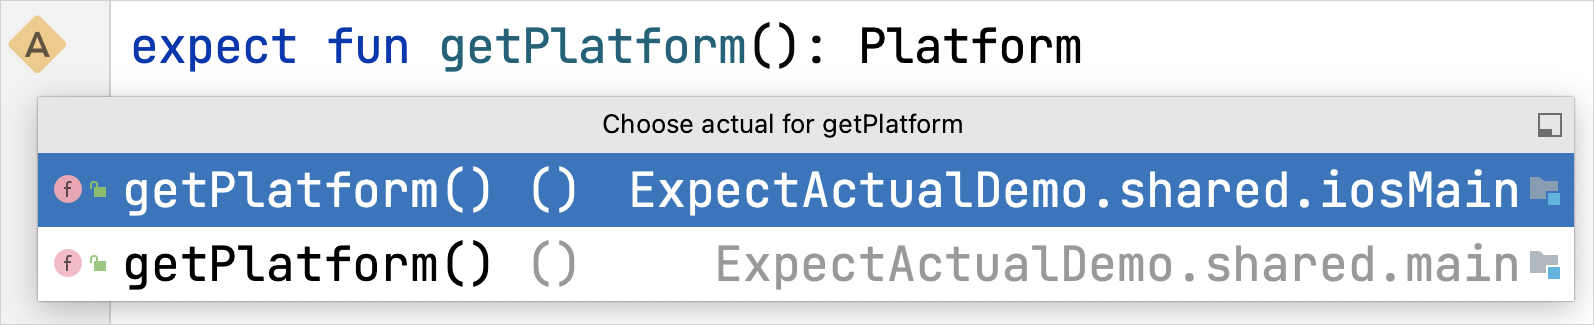 A expect fun getPlatform(): Platform
Choose actual for getPlatform
f getPlatform() () ExpectActualDemo.shared.iosMain
f getPlatform() () ExpectActualDemo.shared.main